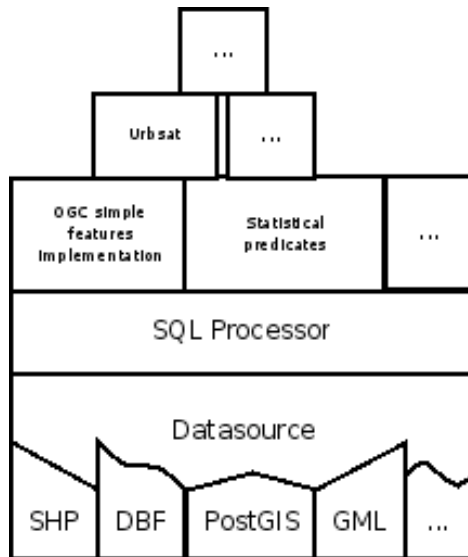 ...
Urbsat
...
OGC simple
features
implementation
Statistical
predicates
...
SQL Processor
Datasource
SHP
DBF
PostGIS
GML
...